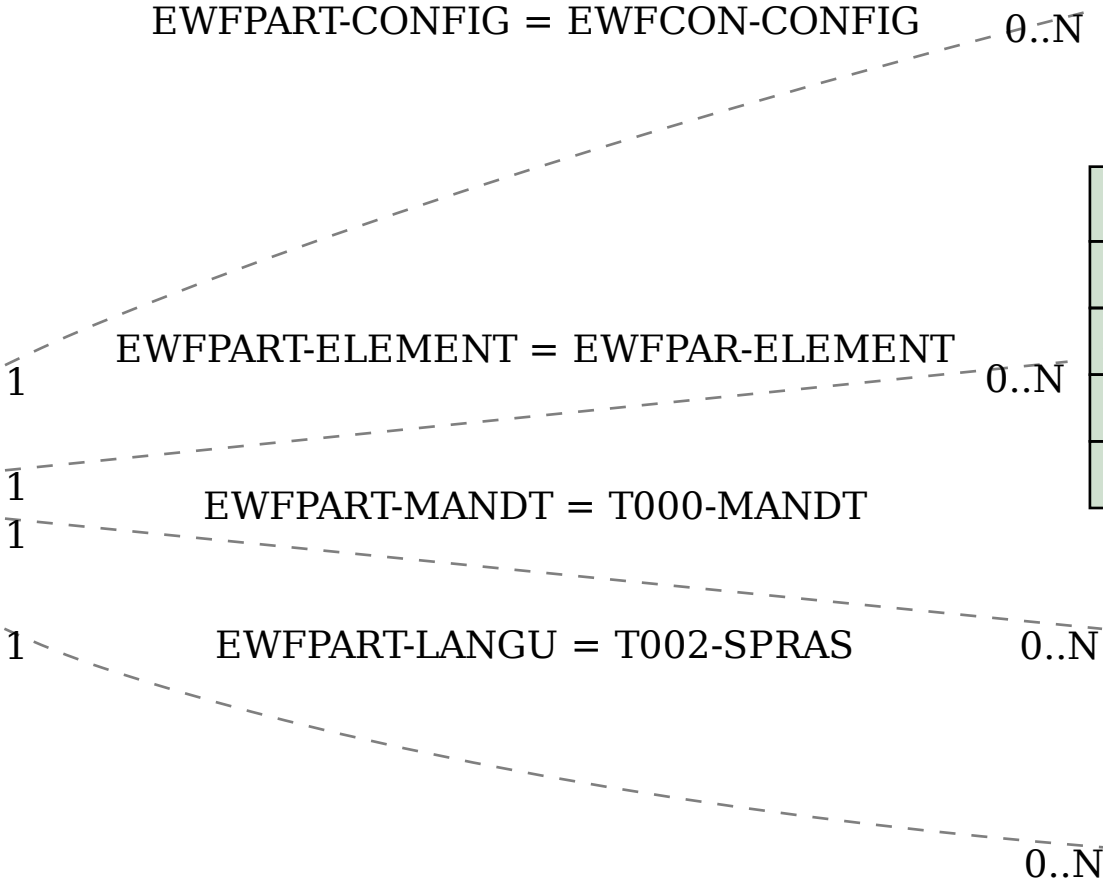 EWFPART-CONFIG = EWFCON-CONFIG
0..N
EWFPART-ELEMENT = EWFPAR-ELEMENT
1
0..N
1
EWFPART-MANDT = T000-MANDT
1
EWFPART-LANGU = T002-SPRAS
1
0..N
0..N